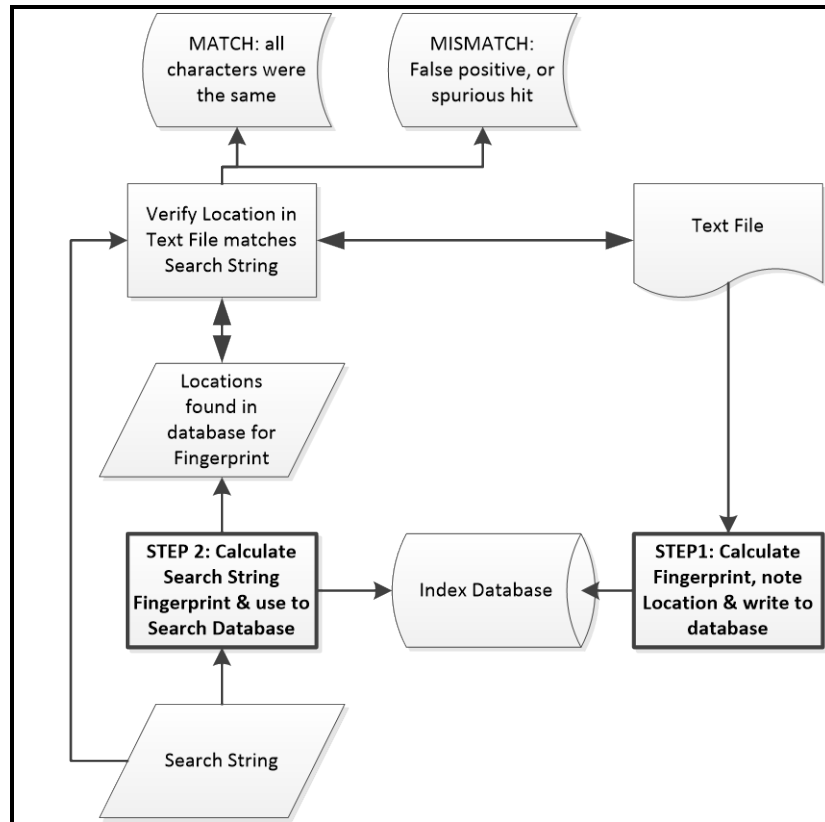 MATCH: all
characters were
the same
MISMATCH:
False positive, or
spurious hit
Verify Location in
Text File matches
Search String
Text File
Locations
found in
database for
Fingerprint
STEP 2: Calculate
Search String
Fingerprint & use to
Search Database
Index Database
STEP1: Calculate
Fingerprint, note
Location & write to
database
Search String